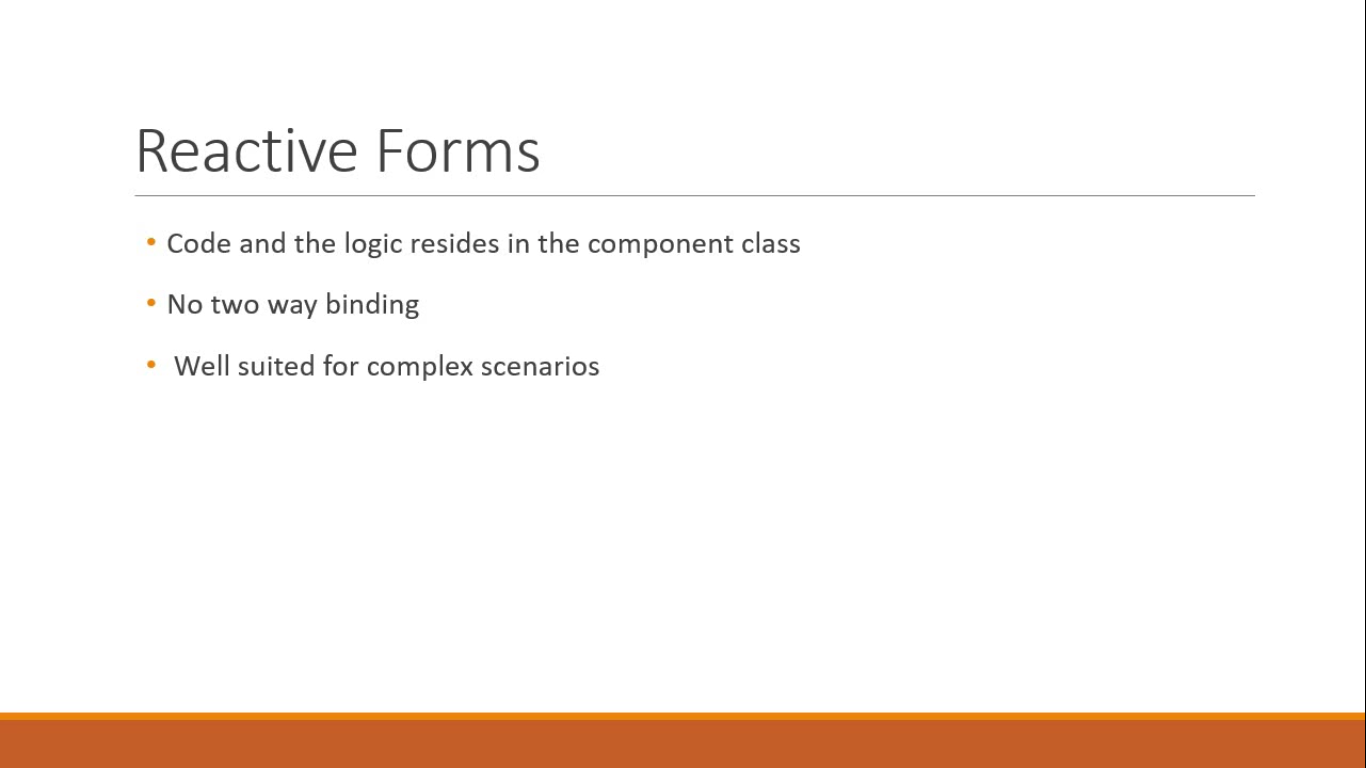 Reactive Forms
• Code and the logic resides in the component class
• No two way binding
• Well suited for complex scenarios